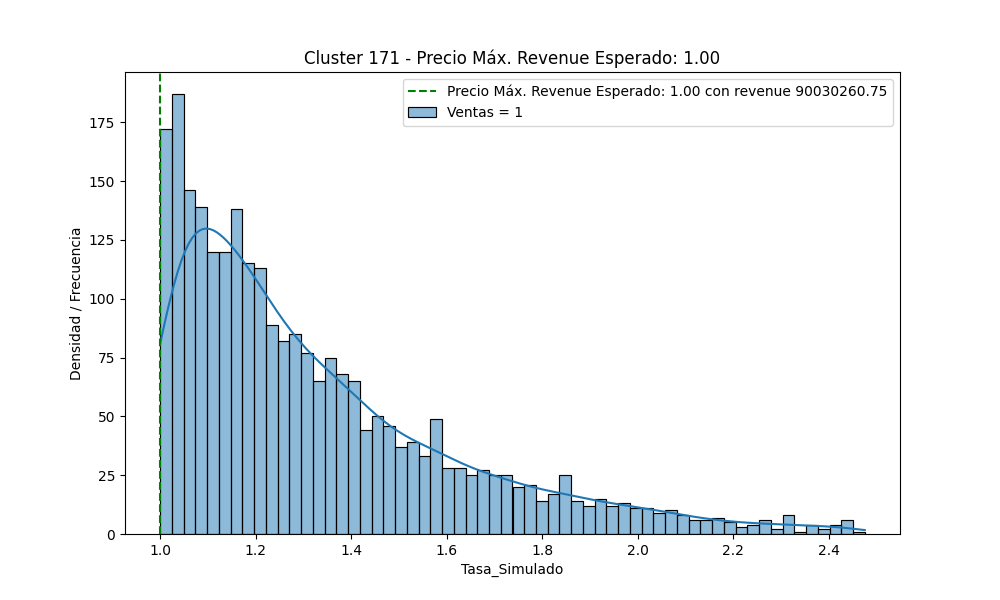 Cluster 171 - Precio Máx. Revenue Esperado: 1.00
Precio Máx. Revenue Esperado: 1.00 con revenue 90030260.75
Ventas = 1
Densidad / Frecuencia
175
150
125
100
75
50
25
0
1.0 1.2 1.4 1.6 1.8 2.0 2.2 2.4
Tasa_Simulado